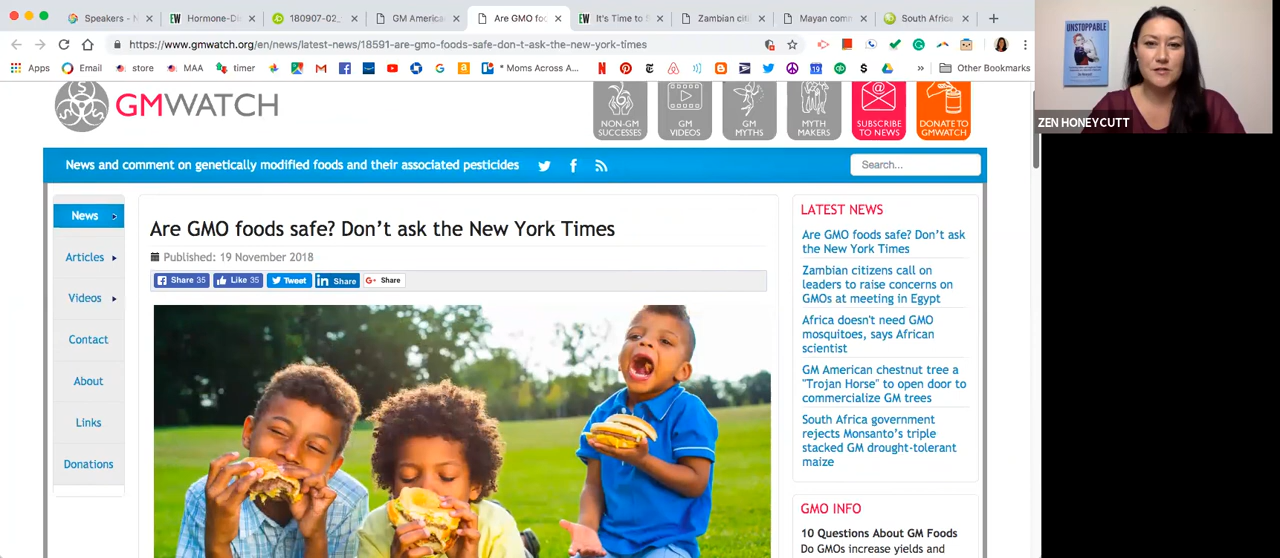 Speakers - N
Hormone-Dis
180907-02_
GM America
Are GMO foo
It's Time to S
Zambian citi
Mayan comm
South Africa
https://www.gmwatch.org/en/news/latest-news/18591-are-gmo-foods-safe-don-t-ask-the-new-york-times
Apps
Email
store
MAA
timer
* Moms Across A...
19
»
Other Bookmarks
UNSTOPPABLE
ZEN HONEYCUTT
GMWATCH
NON-GM
SUCCESSES
GM
VIDEOS
GM
MYTHS
MYTH
MAKERS
SUBSCRIBE
TO NEWS
DONATE TO
GMWATCH
News and comment on genetically modified foods and their associated pesticides
Search...
News
Articles
Videos
Contact
About
Links
Donations
Are GMO foods safe? Don't ask the New York Times
Published: 19 November 2018
Share 35
Like 35
Tweet
in Share
G+ Share
LATEST NEWS
Are GMO foods safe? Don't ask
the New York Times
Zambian citizens call on
leaders to raise concerns on
GMOs at meeting in Egypt
Africa doesn't need GMO
mosquitoes, says African
scientist
GM American chestnut tree a
"Trojan Horse" to open door to
commercialize GM trees
South Africa government
rejects Monsanto's triple
stacked GM drought-tolerant
maize
GMO INFO
10 Questions About GM Foods
Do GMOs increase yields and